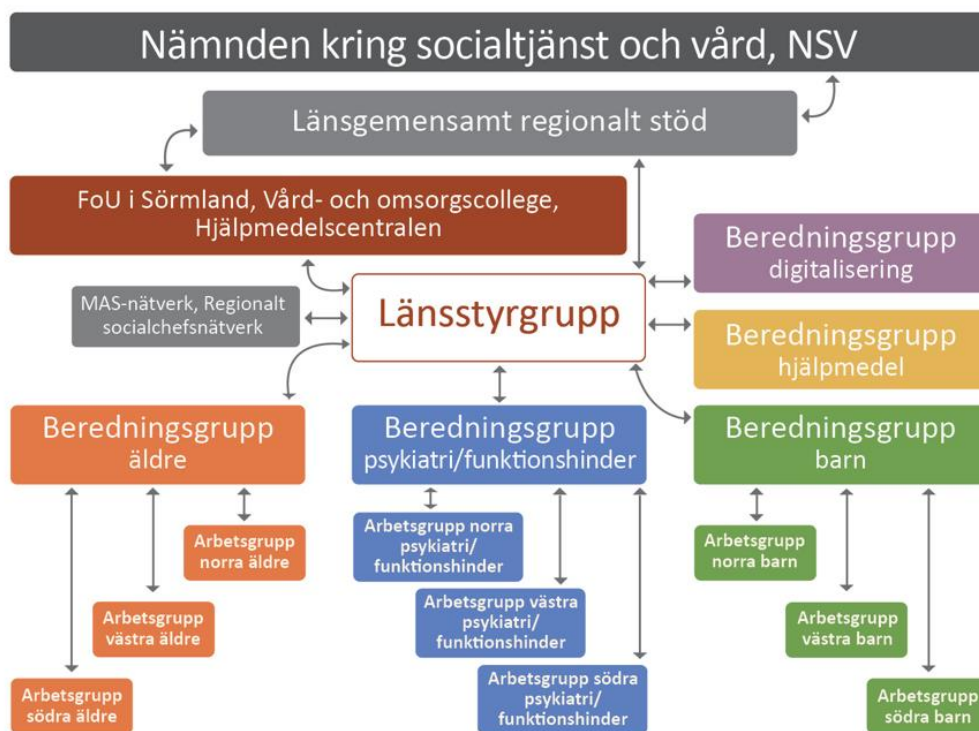 Nämnden kring socialtjänst och vård, NSV
Länsgemensamt regionalt stöd
FoU i Sörmland, Vård- och omsorgscollege,
Hjälpmedelscentralen
Beredningsgrupp
digitalisering
MAS-nätverk, Regionalt
socialchefsnätverk
Länsstyrgrupp
Beredningsgrupp
hjälpmedel
Beredningsgrupp
äldre
Beredningsgrupp
psykiatri/funktionshinder
Beredningsgrupp
barn
Arbetsgrupp
norra äldre
Arbetsgrupp norra
psykiatri/
funktionshinder
Arbetsgrupp
norra barn
Arbetsgrupp
västra äldre
Arbetsgrupp västra
psykiatri/
funktionshinder
Arbetsgrupp
västra barn
Arbetsgrupp
södra äldre
Arbetsgrupp södra
psykiatri/
funktionshinder
Arbetsgrupp
södra barn